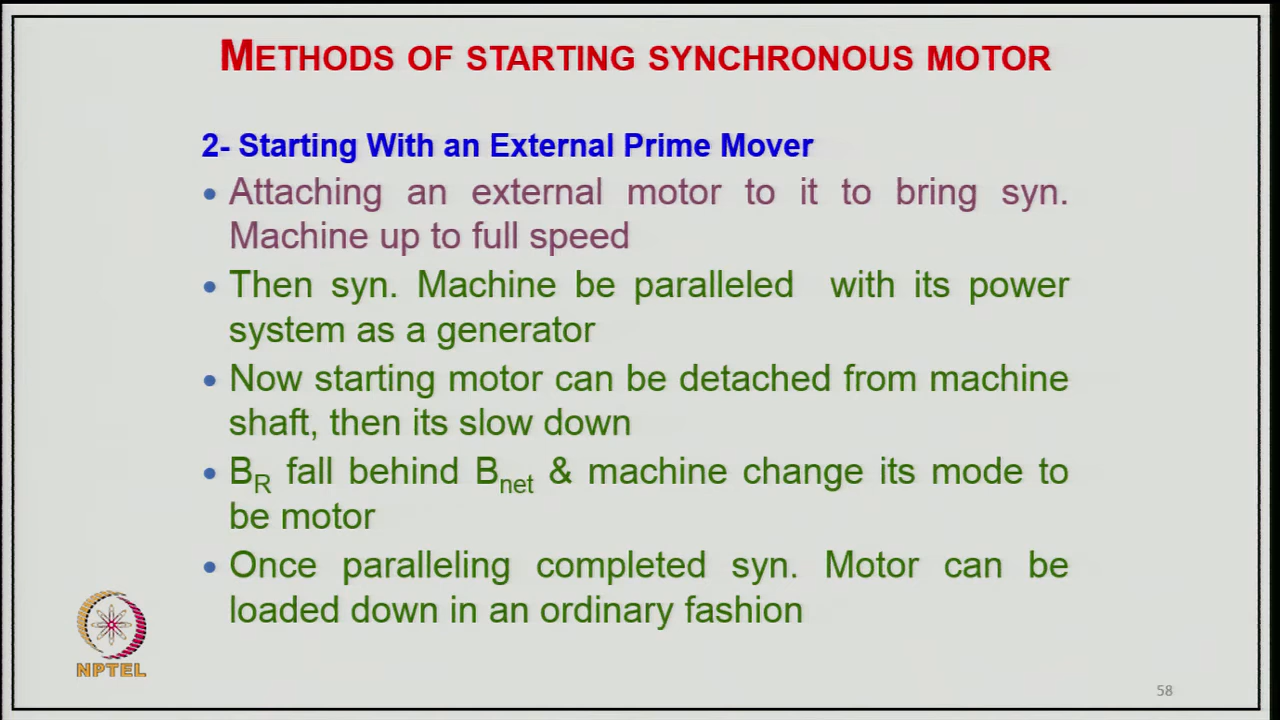 METHODS OF STARTING SYNCHRONOUS MOTOR
2- Starting With an External Prime Mover
• Attaching an external motor to it to bring syn.
Machine up to full speed
• Then syn. Machine be paralleled with its power
system as a generator
• Now starting motor can be detached from machine
shaft, then its slow down
• BR fall behind Bnet & machine change its mode to
be motor
• Once paralleling completed syn. Motor can be
loaded down in an ordinary fashion
NPTEL
58